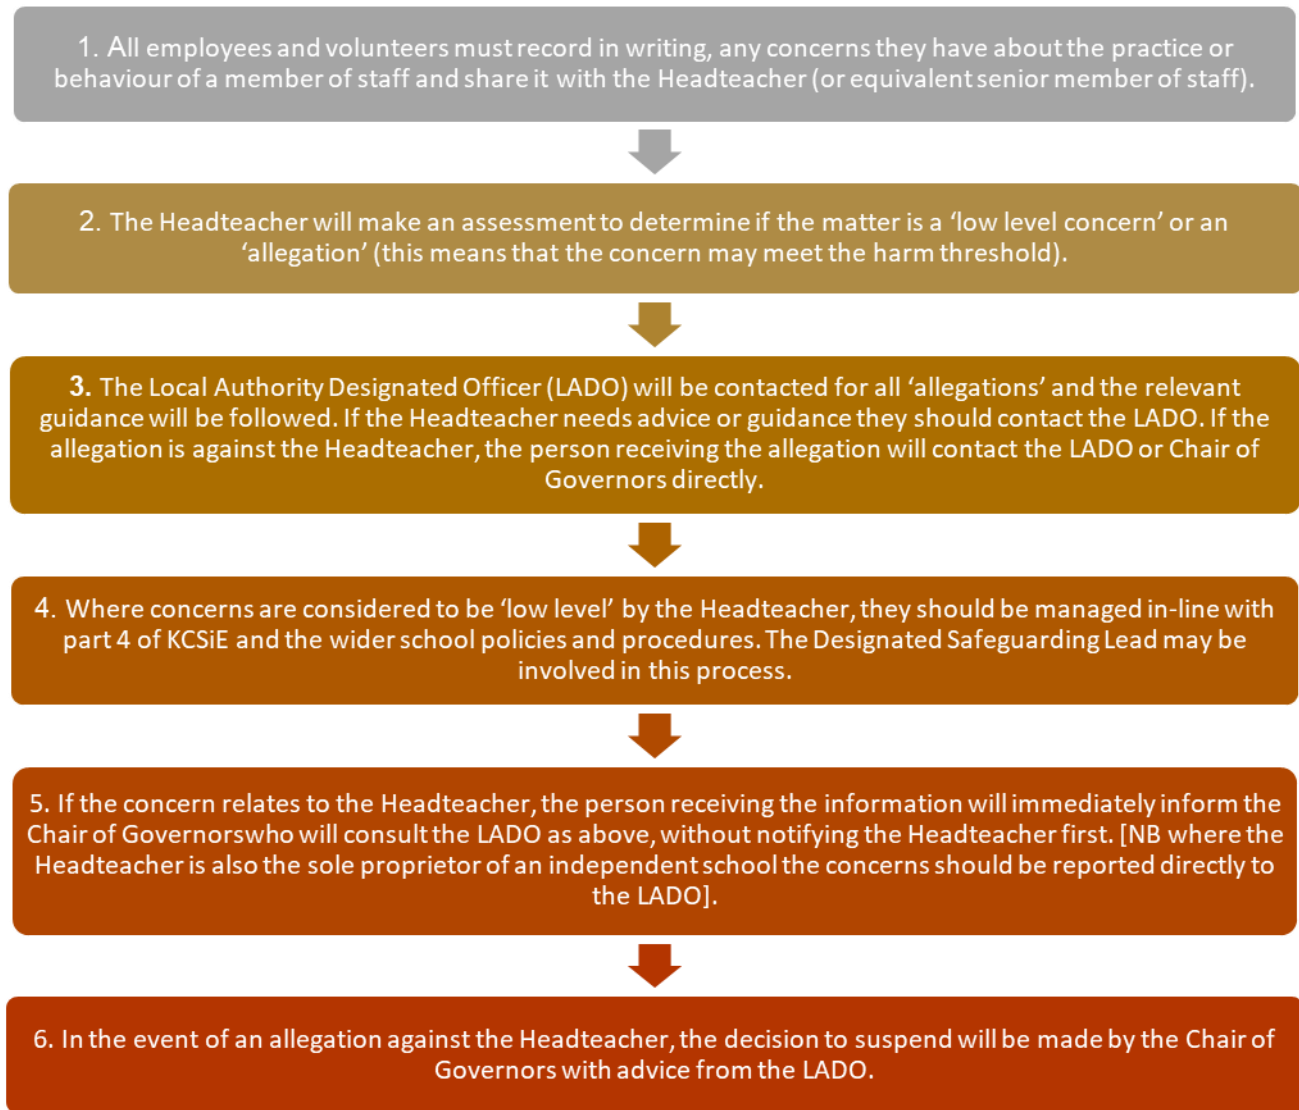 1. All employees and volunteers must record in writing, any concerns they have about the practice or
behaviour of a member of staff and share it with the Headteacher (or equivalent senior member of staff).
2. The Headteacher will make an assessment to determine if the matter is a ‘low level concern’ or an
‘allegation’ (this means that the concern may meet the harm threshold).
3. The Local Authority Designated Officer (LADO) will be contacted for all ‘allegations’ and the relevant
guidance will be followed. If the Headteacher needs advice or guidance they should contact the LADO. If the
allegation is against the Headteacher, the person receiving the allegation will contact the LADO or Chair of
Governors directly.
4. Where concerns are considered to be ‘low level’ by the Headteacher, they should be managed in-line with
part 4 of KCSiE and the wider school policies and procedures. The Designated Safeguarding Lead may be
involved in this process.
5. If the concern relates to the Headteacher, the person receiving the information will immediately inform the
Chair of Governorswho will consult the LADO as above, without notifying the Headteacher first. [NB where the
Headteacher is also the sole proprietor of an independent school the concerns should be reported directly to
the LADO].
6. In the event of an allegation against the Headteacher, the decision to suspend will be made by the Chair of
Governors with advice from the LADO.